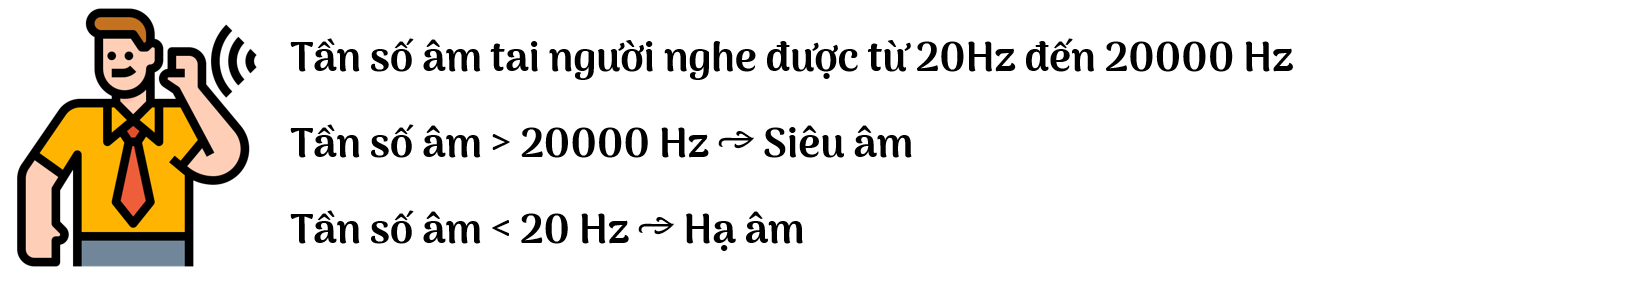 Tần số âm tai người nghe được từ 20Hz đến 20000 Hz
Tần số âm > 20000 Hz ➩ Siêu âm
Tần số âm < 20 Hz ➩ Hạ âm